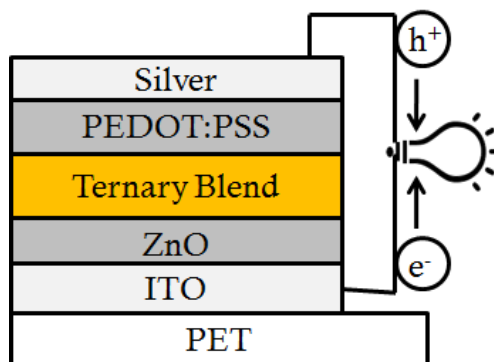 Silver
PEDOT:PSS
Ternary Blend
ZnO
ITO
PET
h⁺
e⁻